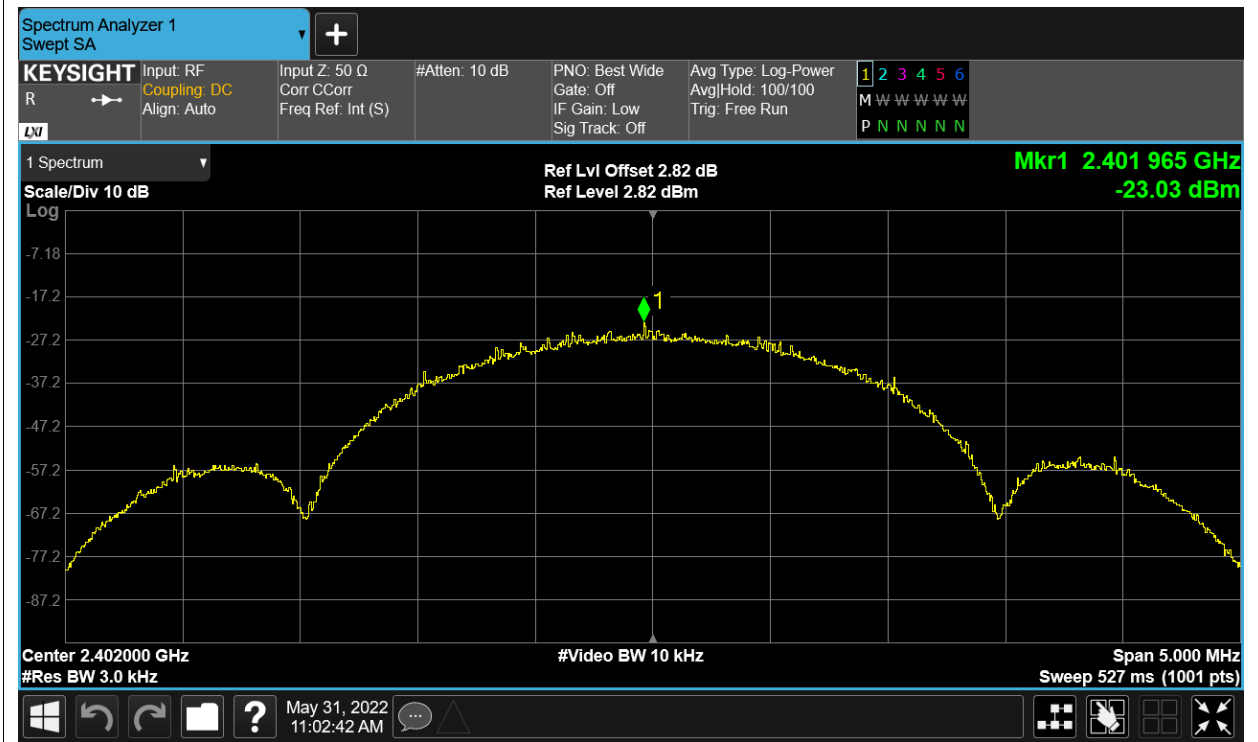 Spectrum Analyzer 1
Swept SA
+
KEYSIGHT
R
LXI
Input: RF
Coupling: DC
Align: Auto
Input Z: 50 Ω
Corr CCorr
Freq Ref: Int (S)
#Atten: 10 dB
PNO: Best Wide
Gate: Off
IF Gain: Low
Sig Track: Off
Avg Type: Log-Power
Avg|Hold: 100/100
Trig: Free Run
1 2 3 4 5 6
M W W W W W
P N N N N N
1 Spectrum
Scale/Div 10 dB
Log
Ref Lvl Offset 2.82 dB
Ref Level 2.82 dBm
Mkr1 2.401 965 GHz
-23.03 dBm
-7.18
-17.2
1
-27.2
-37.2
-47.2
-57.2
-67.2
-77.2
-87.2
Center 2.402000 GHz
#Res BW 3.0 kHz
#Video BW 10 kHz
Span 5.000 MHz
Sweep 527 ms (1001 pts)
?
May 31, 2022
11:02:42 AM